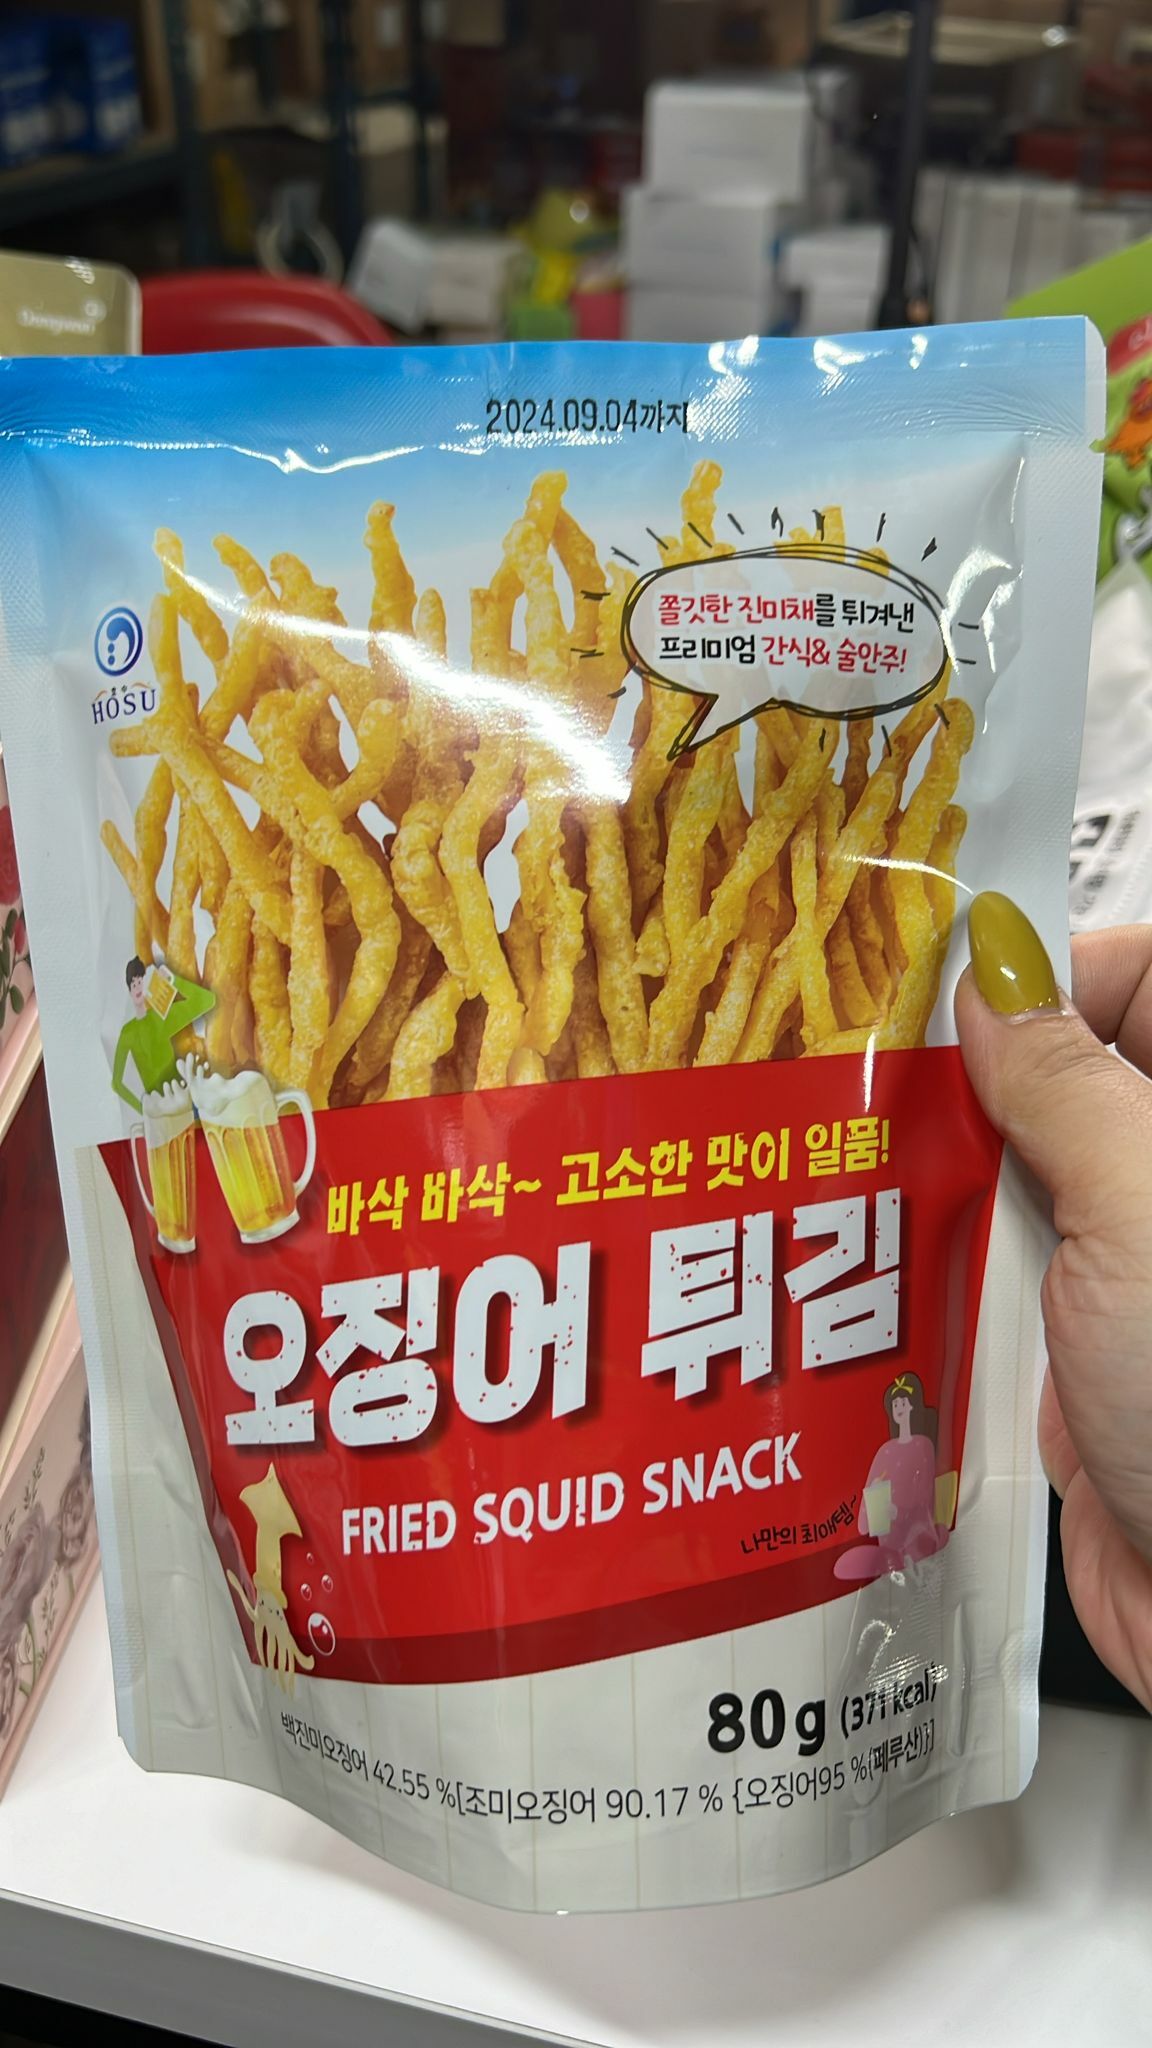 Dongwon
2024.09.04까지
쫄깃한 진미채를 튀겨낸
프리미엄 간식& 술안주!
HOSU
바삭 바삭~ 고소한 맛이 일품!
오징어 튀김
FRIED SQUID SNACK
나만의 최애템~
80g (371 kcal)
백진미오징어 42.55 %[조미오징어 90.17 % {오징어95 %(페루산)}]